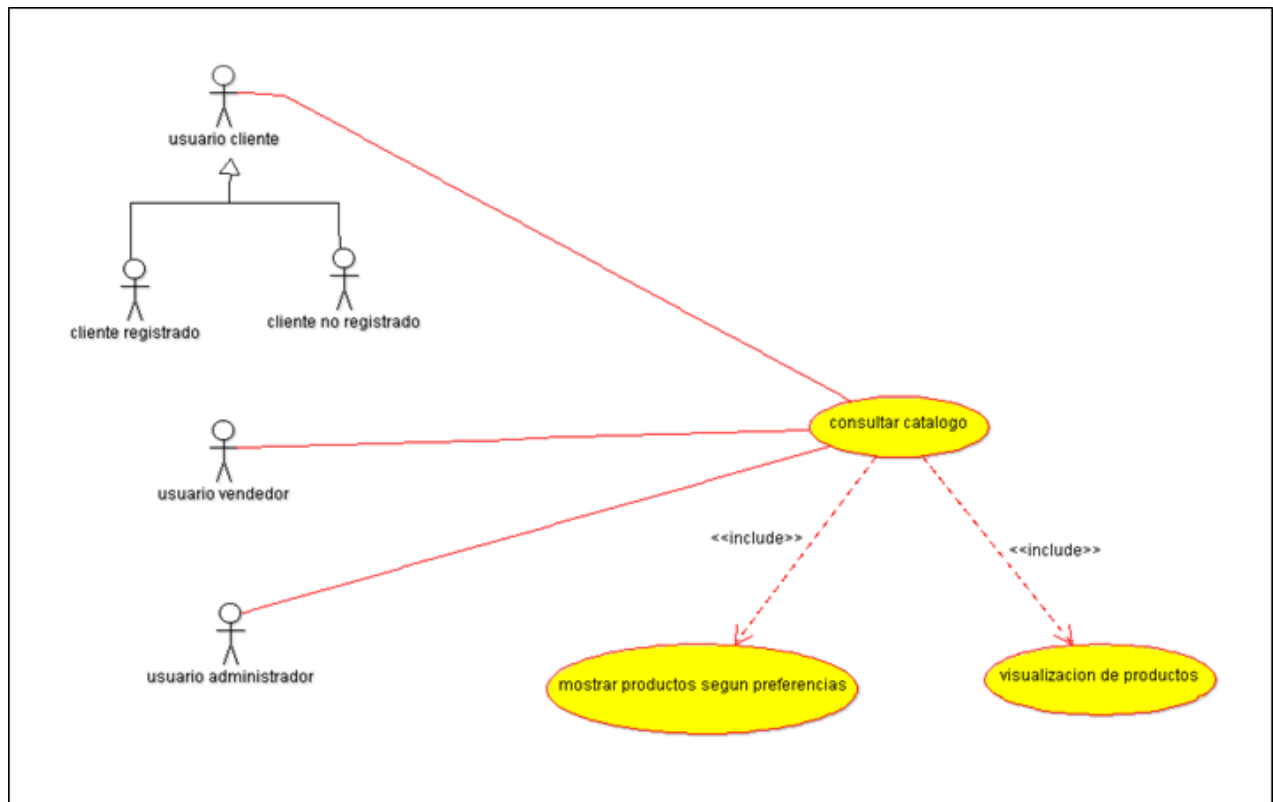 usuario cliente
cliente registrado
cliente no registrado
consultar catalogo
usuario vendedor
<<include>>
<<include>>
usuario administrador
mostrar productos segun preferencias
visualizacion de productos